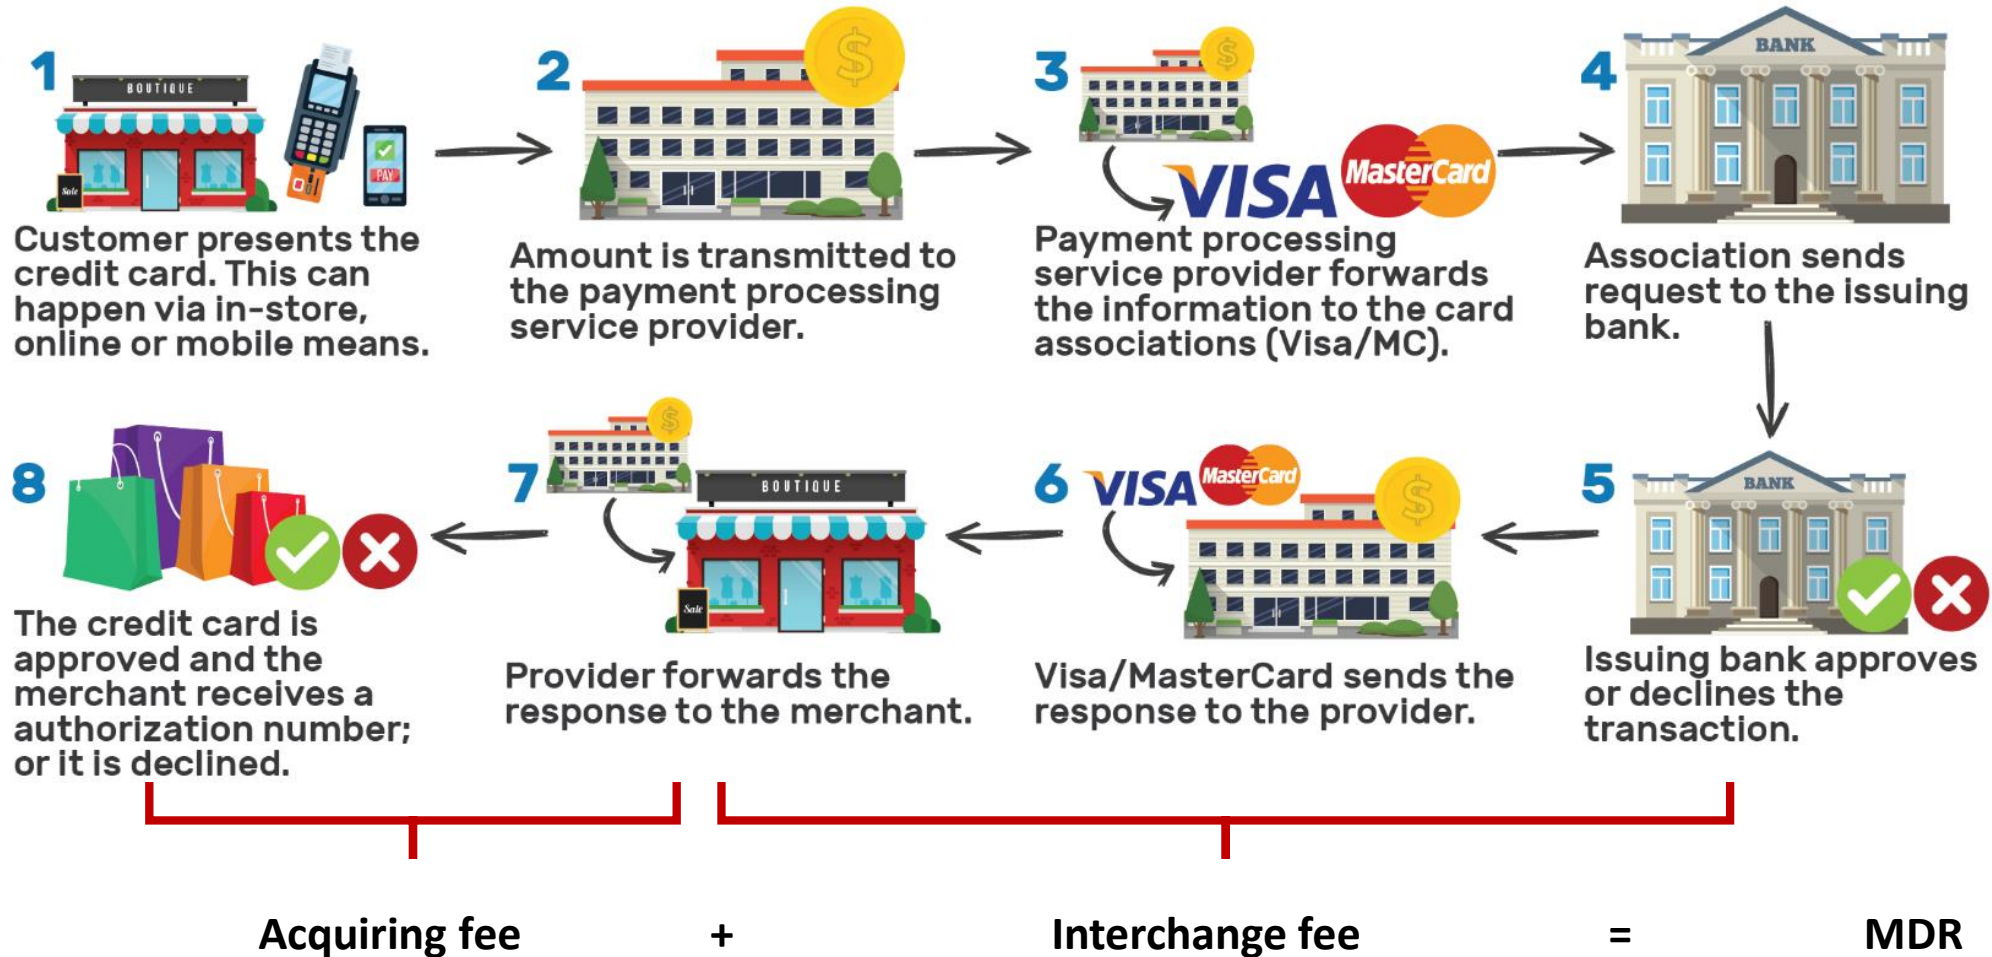 1
BOUTIQUE
Sale
PAY
Customer presents the
credit card. This can
happen via in-store,
online or mobile means.
2
$
Amount is transmitted to
the payment processing
service provider.
3
$
VISA
MasterCard
Payment processing
service provider forwards
the information to the card
associations (Visa/MC).
4
BANK
Association sends
request to the issuing
bank.
8
The credit card is
approved and the
merchant receives a
authorization number;
or it is declined.
7
$
BOUTIQUE
Sale
Provider forwards the
response to the merchant.
6
VISA
MasterCard
$
Visa/MasterCard sends the
response to the provider.
5
BANK
Issuing bank approves
or declines the
transaction.
Acquiring fee + Interchange fee = MDR